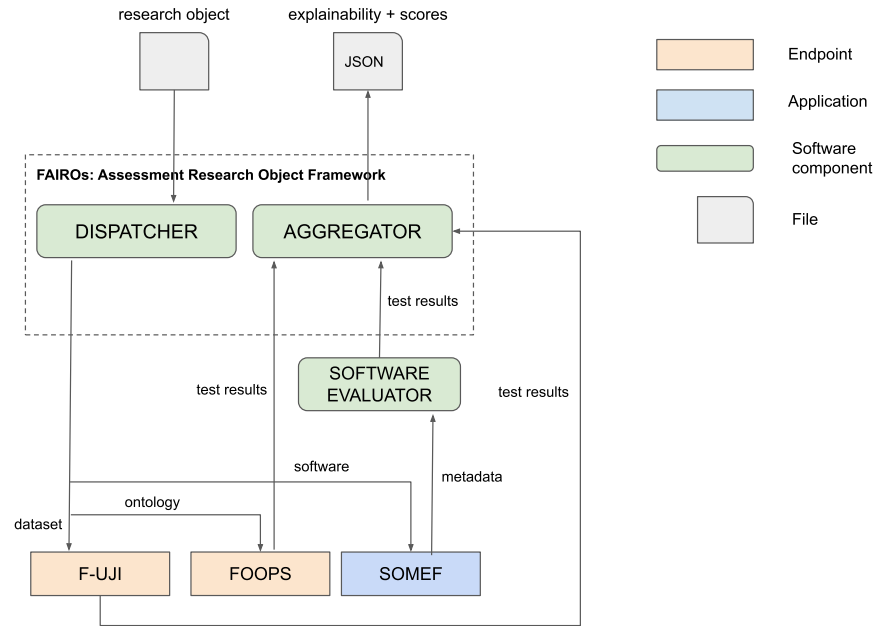 research object
explainability + scores
JSON
Endpoint
Application
Software
component
File
FAIROs: Assessment Research Object Framework
DISPATCHER
AGGREGATOR
test results
SOFTWARE
EVALUATOR
test results
test results
software
metadata
ontology
dataset
F-UJI
FOOPS
SOMEF